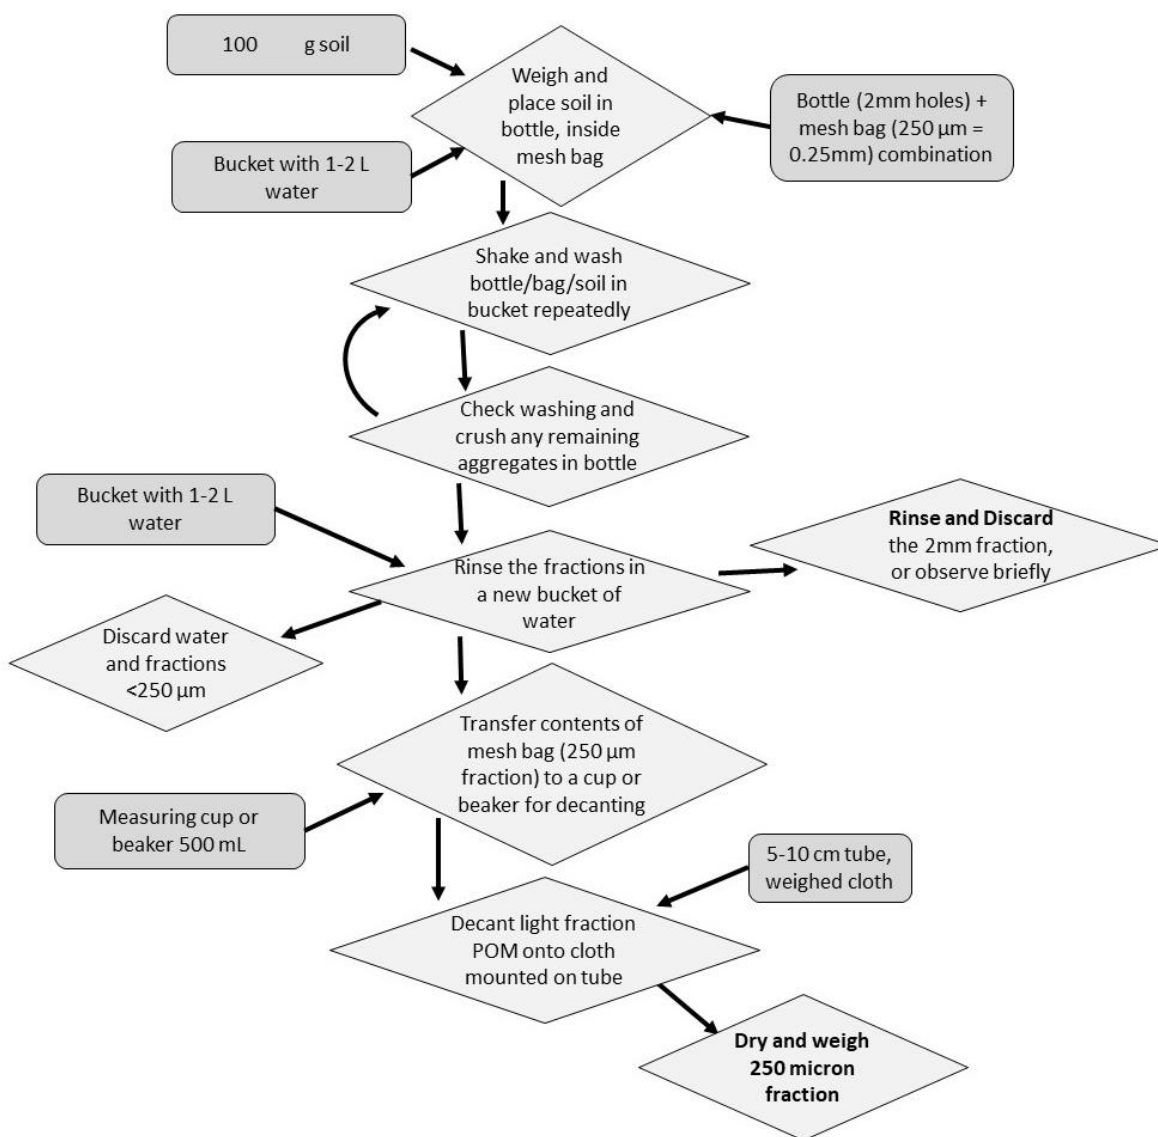 100 g soil
Weigh and
place soil in
bottle, inside
mesh bag
Bottle (2mm holes) +
mesh bag (250 µm =
0.25mm) combination
Bucket with 1-2 L
water
Shake and wash
bottle/bag/soil in
bucket repeatedly
Check washing and
crush any remaining
aggregates in bottle
Bucket with 1-2 L
water
Rinse and Discard
the 2mm fraction,
or observe briefly
Rinse the fractions in
a new bucket of
water
Discard water
and fractions
<250 µm
Transfer contents of
mesh bag (250 µm
fraction) to a cup or
beaker for decanting
Measuring cup or
beaker 500 mL
5-10 cm tube,
weighed cloth
Decant light fraction
POM onto cloth
mounted on tube
Dry and weigh
250 micron
fraction